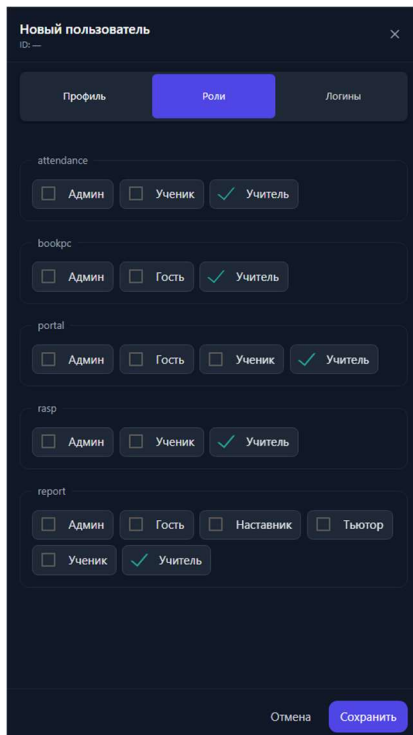 Новый пользователь
ID: —
Профиль Роли Логины
attendance
Админ Ученик Учитель
bookpc
Админ Гость Учитель
portal
Админ Гость Ученик Учитель
rasp
Админ Ученик Учитель
report
Админ Гость Наставник Тьютор
Ученик Учитель
Отмена Сохранить